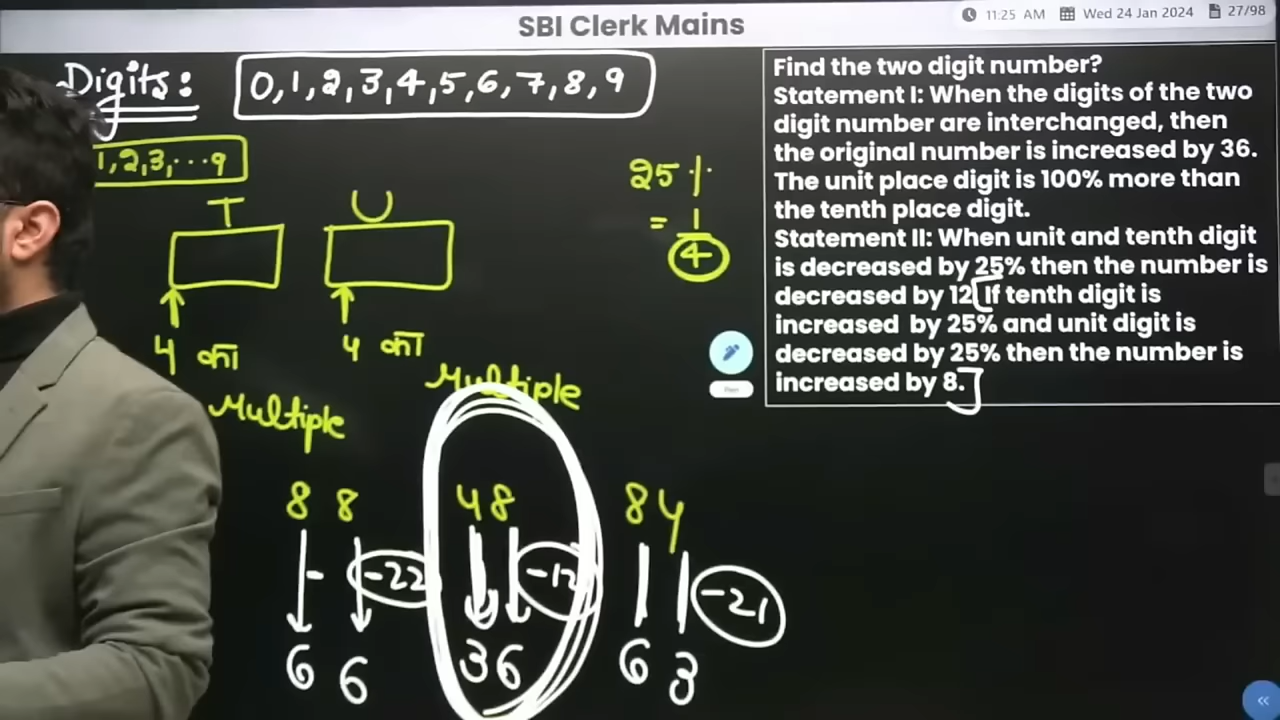 SBI Clerk Mains
11:25 AM Wed 24 Jan 2024 27/98
Digits: 0,1,2,3,4,5,6,7,8,9
1,2,3,...9
T U
4 का
Multiple
4 का
Multiple
25%
= 1/4
8 8 48 84
- -22 -12 -21
6 6 36 6 3
Find the two digit number?
Statement I: When the digits of the two
digit number are interchanged, then
the original number is increased by 36.
The unit place digit is 100% more than
the tenth place digit.
Statement II: When unit and tenth digit
is decreased by 25% then the number is
decreased by 12[If tenth digit is
increased by 25% and unit digit is
decreased by 25% then the number is
increased by 8.]
«